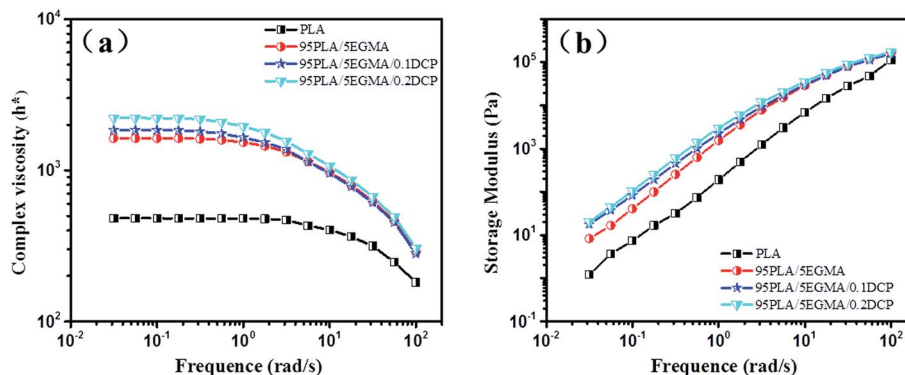 (a)
PLA
95PLA/5EGMA
95PLA/5EGMA/0.1DCP
95PLA/5EGMA/0.2DCP
Complex viscosity (h*)
10^4
10^3
10^2
10^-2
10^-1
10^0
10^1
10^2
Frequence (rad/s)
(b)
Storage Modulus (Pa)
10^5
10^3
10^1
10^-1
PLA
95PLA/5EGMA
95PLA/5EGMA/0.1DCP
95PLA/5EGMA/0.2DCP
10^-2
10^-1
10^0
10^1
10^2
Frequence (rad/s)